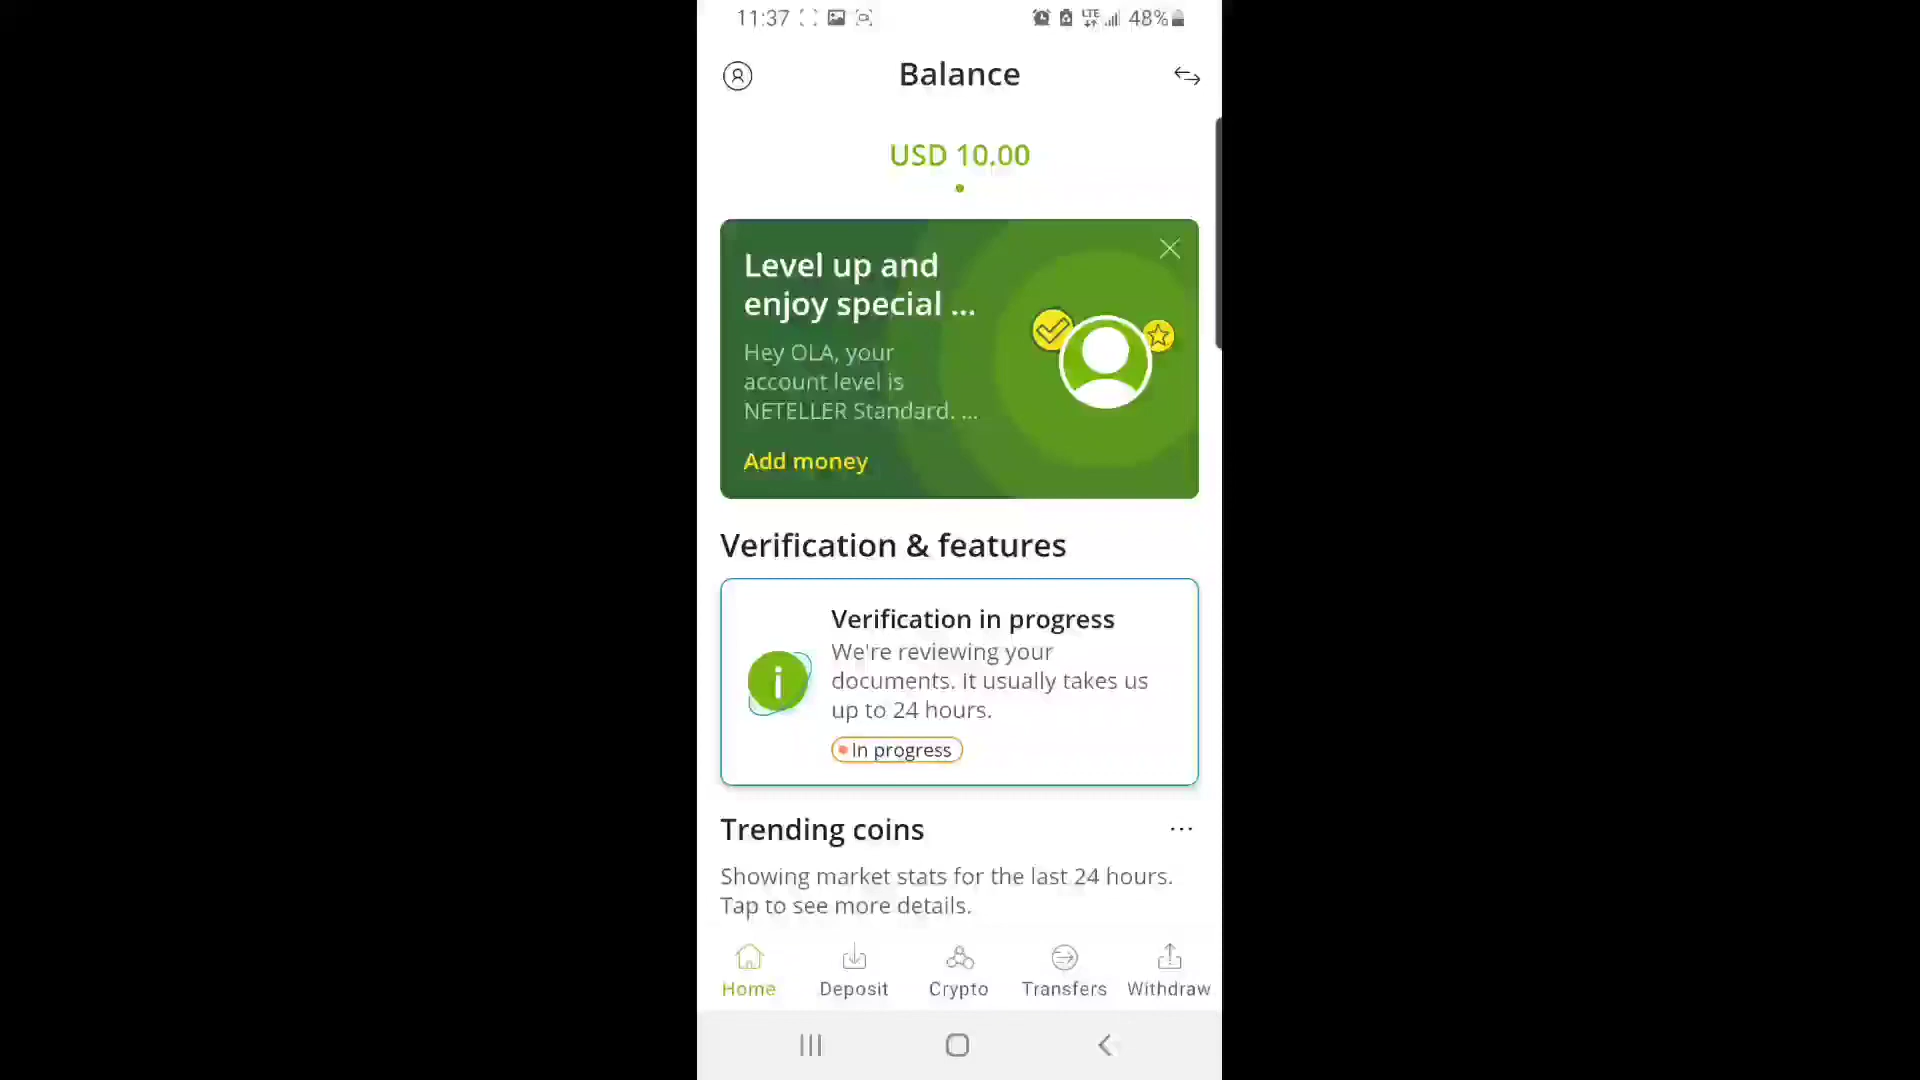 11:37 LTE 48%
Balance
USD 10.00
Level up and
enjoy special ...
Hey OLA, your
account level is
NETELLER Standard. ...
Add money
Verification & features
Verification in progress
We're reviewing your
documents. It usually takes us
up to 24 hours.
In progress
Trending coins
Showing market stats for the last 24 hours.
Tap to see more details.
Home Deposit Crypto Transfers Withdraw